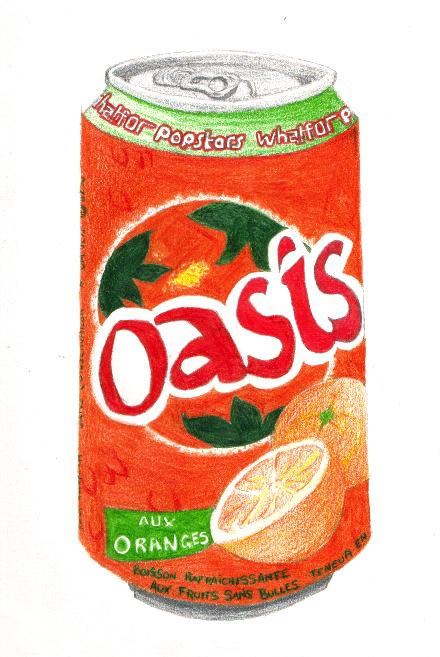 whatfor popstars whatfor p
Oasis
AUX
ORANGES
BOISSON RAFRAICHISSANTE TENEUR EN
AUX FRUITS SANS BULLES